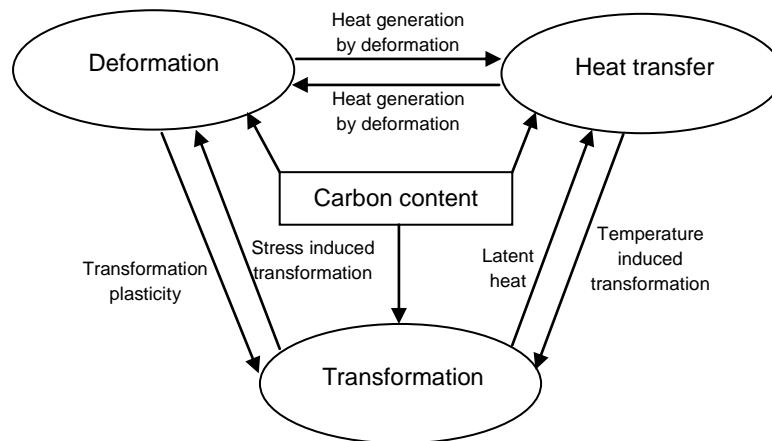 Heat generation
by deformation
Deformation
Heat transfer
Heat generation
by deformation
Carbon content
Stress induced
transformation
Transformation
plasticity
Latent
heat
Temperature
induced
transformation
Transformation